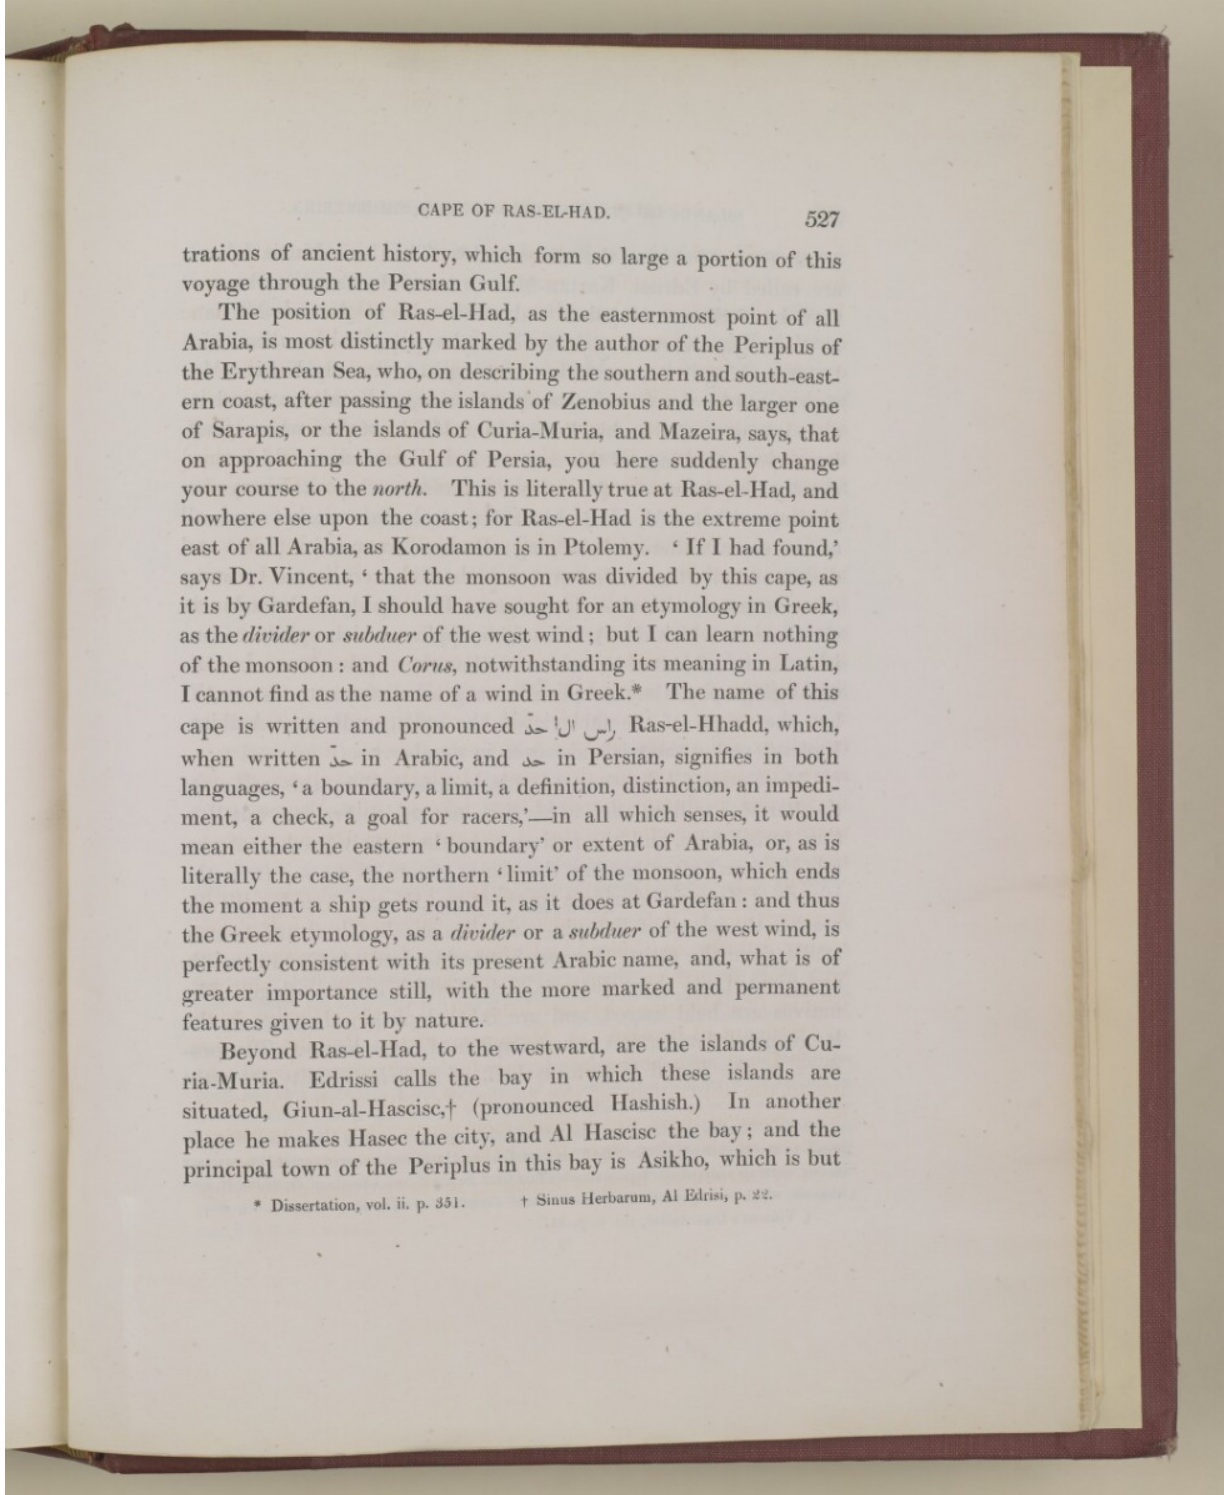 CAPE OF RAS-EL-HAD. 527
trations of ancient history, which form so large a portion of this
voyage through the Persian Gulf.
The position of Ras-el-Had, as the easternmost point of all
Arabia, is most distinctly marked by the author of the Periplus of
the Erythrean Sea, who, on describing the southern and south-east-
ern coast, after passing the islands of Zenobius and the larger one
of Sarapis, or the islands of Curia-Muria, and Mazeira, says, that
on approaching the Gulf of Persia, you here suddenly change
your course to the north. This is literally true at Ras-el-Had, and
nowhere else upon the coast; for Ras-el-Had is the extreme point
east of all Arabia, as Korodamon is in Ptolemy. ‘ If I had found,’
says Dr. Vincent, ‘ that the monsoon was divided by this cape, as
it is by Gardefan, I should have sought for an etymology in Greek,
as the divider or subduer of the west wind ; but I can learn nothing
of the monsoon : and Corus, notwithstanding its meaning in Latin,
I cannot find as the name of a wind in Greek.* The name of this
cape is written and pronounced راس الا حدّ Ras-el-Hhadd, which,
when written حدّ in Arabic, and حد in Persian, signifies in both
languages, ‘ a boundary, a limit, a definition, distinction, an impedi-
ment, a check, a goal for racers,’—in all which senses, it would
mean either the eastern ‘ boundary’ or extent of Arabia, or, as is
literally the case, the northern ‘ limit’ of the monsoon, which ends
the moment a ship gets round it, as it does at Gardefan : and thus
the Greek etymology, as a divider or a subduer of the west wind, is
perfectly consistent with its present Arabic name, and, what is of
greater importance still, with the more marked and permanent
features given to it by nature.
Beyond Ras-el-Had, to the westward, are the islands of Cu-
ria-Muria. Edrissi calls the bay in which these islands are
situated, Giun-al-Hascisc,† (pronounced Hashish.) In another
place he makes Hasec the city, and Al Hascisc the bay ; and the
principal town of the Periplus in this bay is Asikho, which is but
* Dissertation, vol. ii. p. 351. † Sinus Herbarum, Al Edrisi, p. 22.